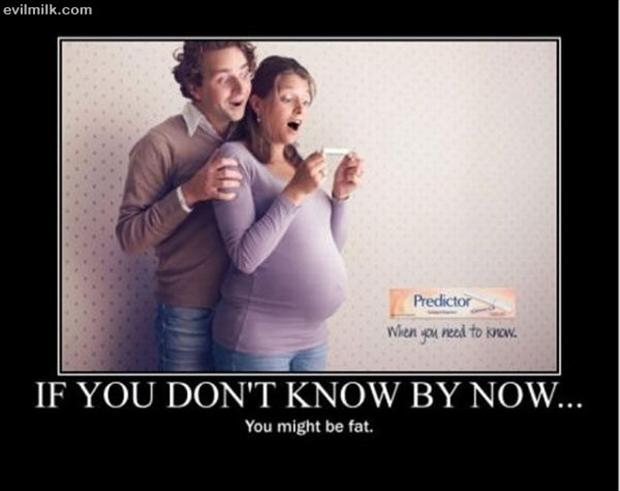 evilmilk.com
Predictor
When you need to know.
IF YOU DON'T KNOW BY NOW...
You might be fat.